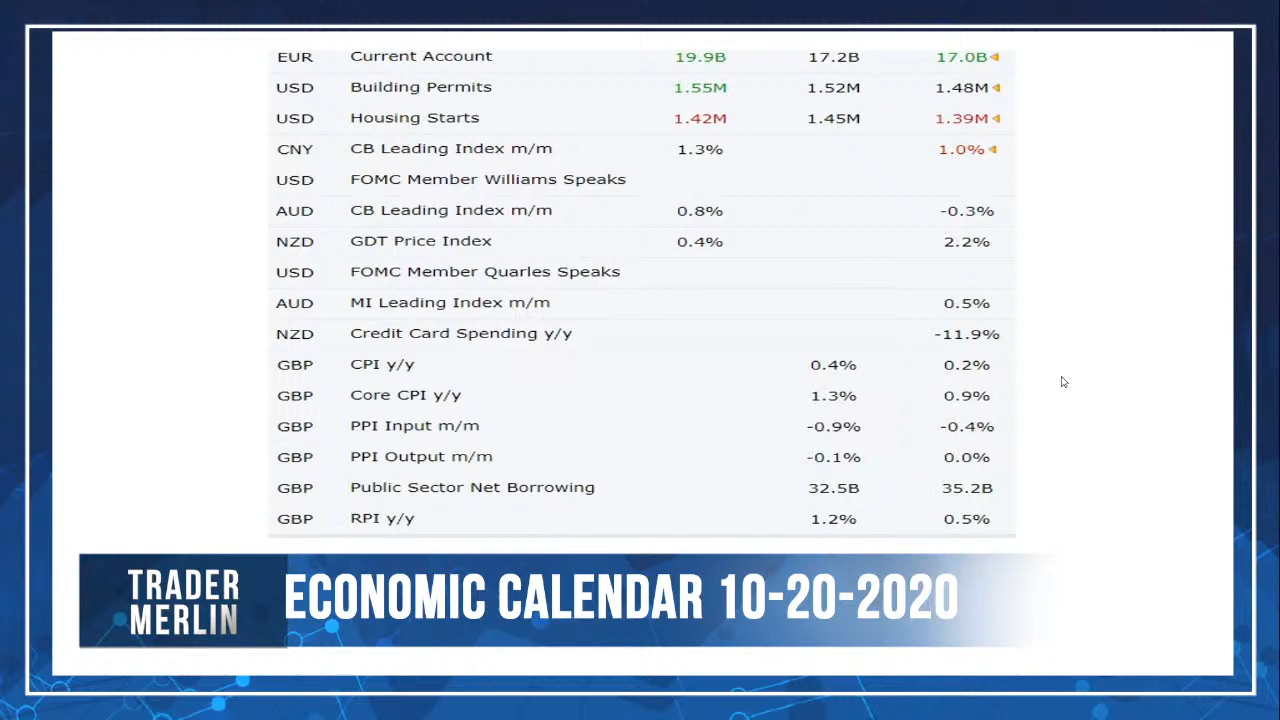 EUR Current Account 19.9B 17.2B 17.0B
USD Building Permits 1.55M 1.52M 1.48M
USD Housing Starts 1.42M 1.45M 1.39M
CNY CB Leading Index m/m 1.3% 1.0%
USD FOMC Member Williams Speaks
AUD CB Leading Index m/m 0.8% -0.3%
NZD GDT Price Index 0.4% 2.2%
USD FOMC Member Quarles Speaks
AUD MI Leading Index m/m 0.5%
NZD Credit Card Spending y/y -11.9%
GBP CPI y/y 0.4% 0.2%
GBP Core CPI y/y 1.3% 0.9%
GBP PPI Input m/m -0.9% -0.4%
GBP PPI Output m/m -0.1% 0.0%
GBP Public Sector Net Borrowing 32.5B 35.2B
GBP RPI y/y 1.2% 0.5%
TRADER
MERLIN
ECONOMIC CALENDAR 10-20-2020